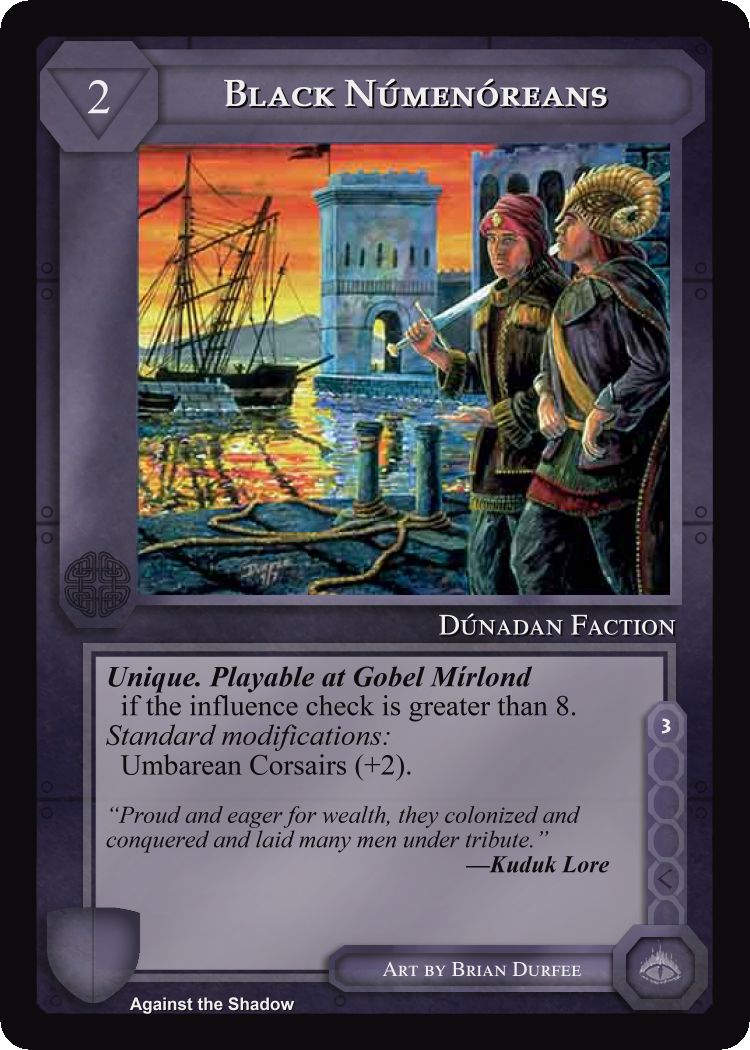 2
Black Númenóreans
Dúnadan Faction
Unique. Playable at Gobel Mírlond
if the influence check is greater than 8.
Standard modifications:
Umbarean Corsairs (+2).
3
“Proud and eager for wealth, they colonized and
conquered and laid many men under tribute.”
—Kuduk Lore
Art by Brian Durfee
Against the Shadow